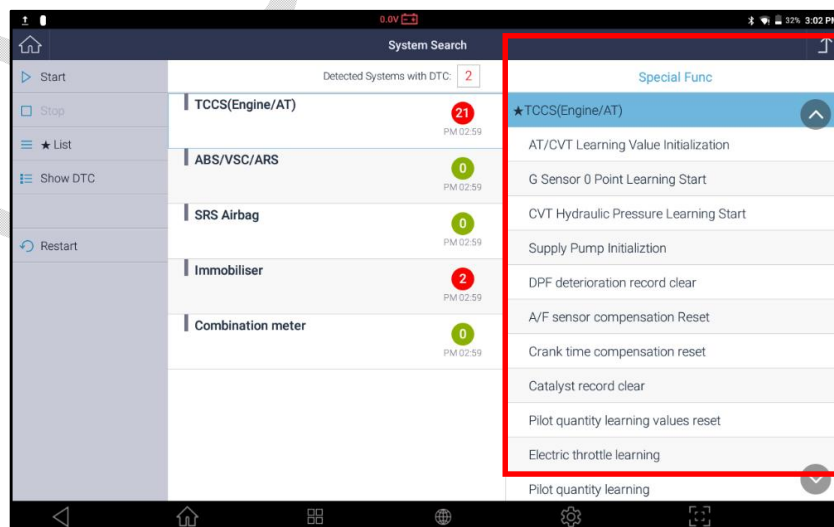 0.0V
32% 3:02 PM
System Search
Start
Stop
★ List
Show DTC
Restart
Detected Systems with DTC: 2
TCCS(Engine/AT)
21
PM 02:59
ABS/VSC/ARS
0
PM 02:59
SRS Airbag
0
PM 02:59
Immobiliser
2
PM 02:59
Combination meter
0
PM 02:59
Special Func
★TCCS(Engine/AT)
AT/CVT Learning Value Initialization
G Sensor 0 Point Learning Start
CVT Hydraulic Pressure Learning Start
Supply Pump Initializtion
DPF deterioration record clear
A/F sensor compensation Reset
Crank time compensation reset
Catalyst record clear
Pilot quantity learning values reset
Electric throttle learning
Pilot quantity learning